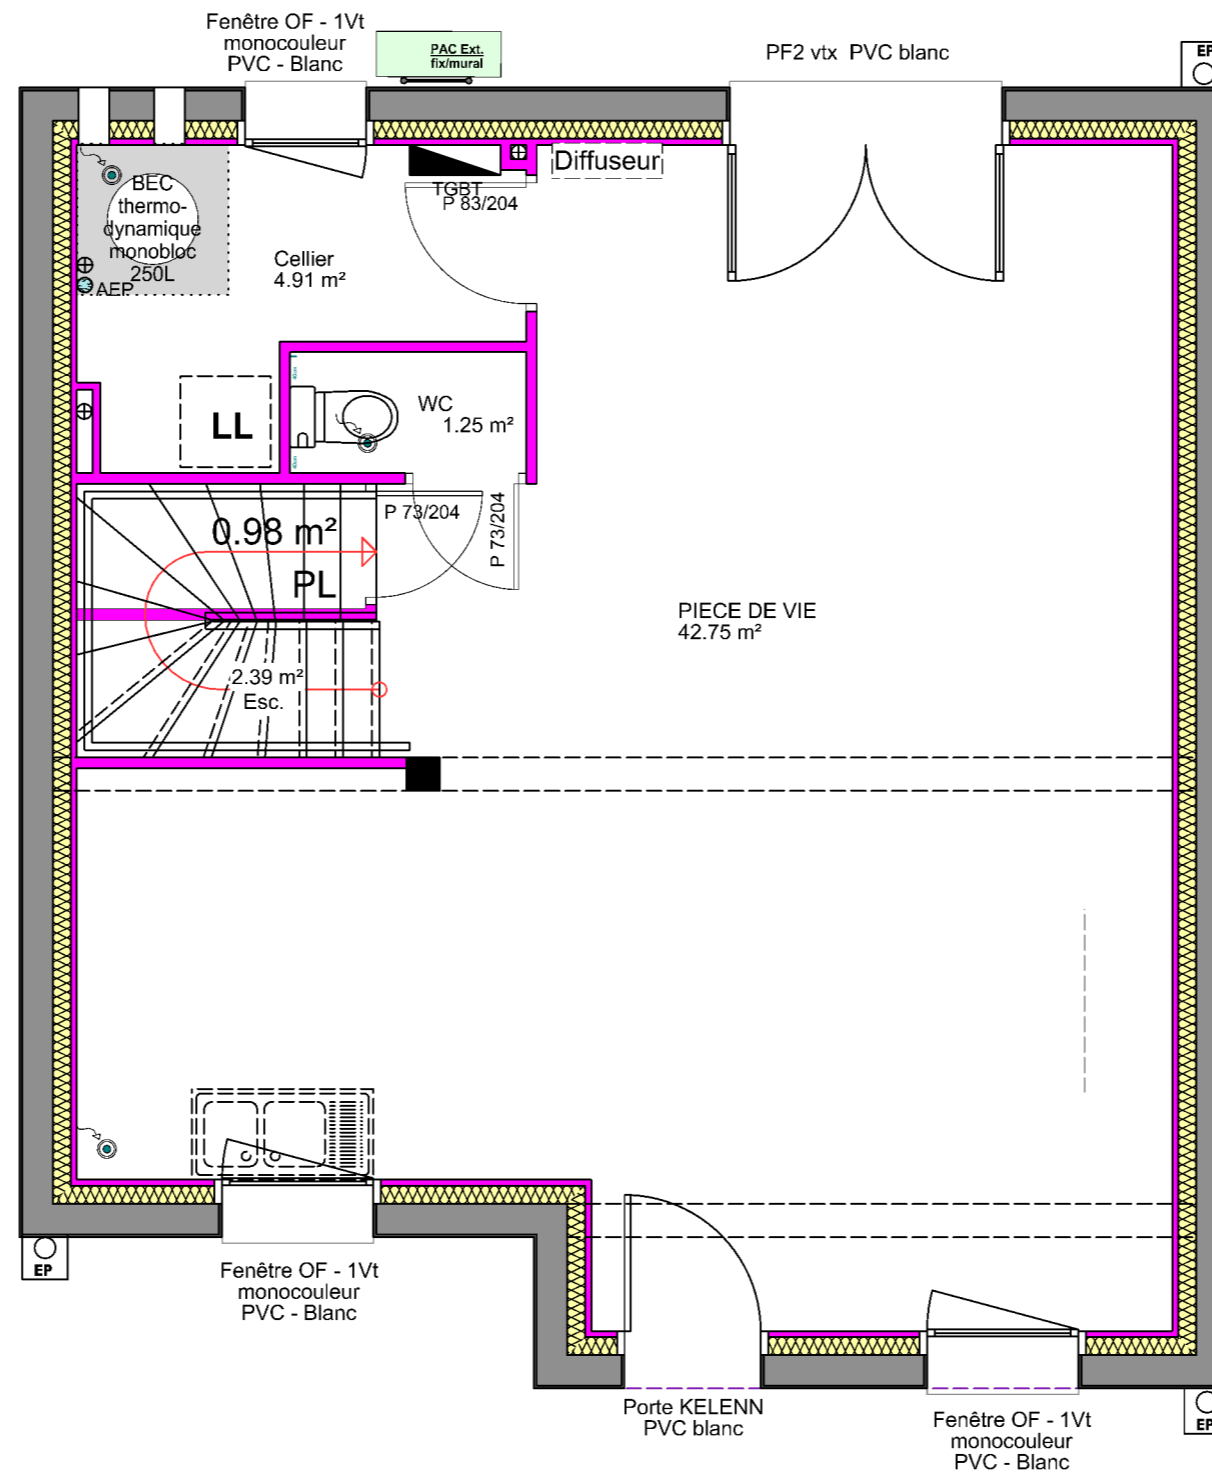 Fenêtre OF - 1Vt
monocouleur
PVC - Blanc
PAC Ext.
fix/mural
PF2 vtx PVC blanc
EP
Diffuseur
TGBT
P 83/204
BEC
thermo-
dynamique
monobloc
250L
AEP
Cellier
4.91 m²
LL
WC
1.25 m²
P 73/204
P 73/204
0.98 m²
PL
2.39 m²
Esc.
PIECE DE VIE
42.75 m²
EP
Fenêtre OF - 1Vt
monocouleur
PVC - Blanc
Porte KELENN
PVC blanc
Fenêtre OF - 1Vt
monocouleur
PVC - Blanc
EP